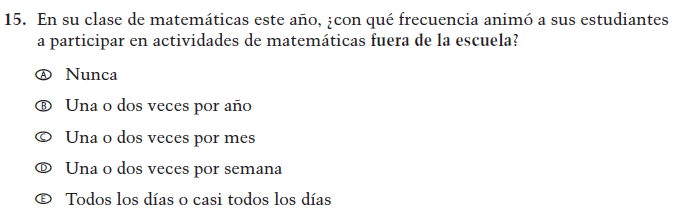 15. En su clase de matemáticas este año, ¿con qué frecuencia animó a sus estudiantes
a participar en actividades de matemáticas fuera de la escuela?
Ⓐ Nunca
Ⓑ Una o dos veces por año
Ⓒ Una o dos veces por mes
Ⓓ Una o dos veces por semana
Ⓔ Todos los días o casi todos los días